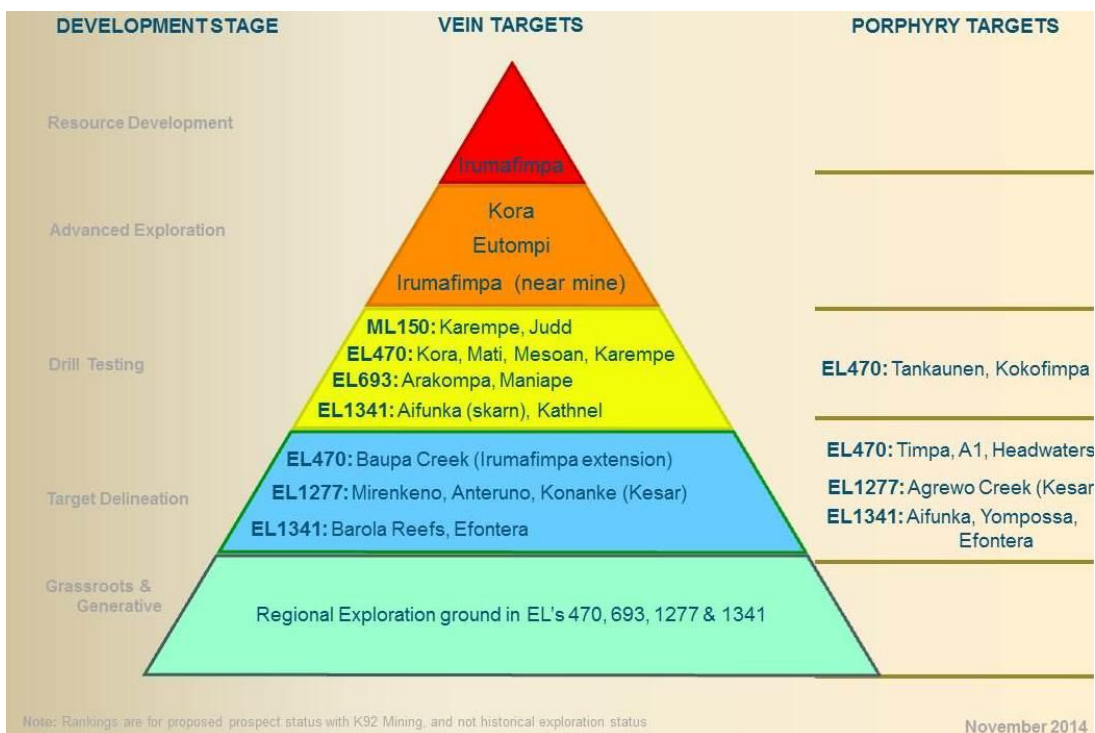 DEVELOPMENT STAGE
VEIN TARGETS
PORPHYRY TARGETS
Resource Development
Irumafimpa
Advanced Exploration
Kora
Eutompi
Irumafimpa (near mine)
Drill Testing
ML150: Karempe, Judd
EL470: Kora, Mati, Mesoan, Karempe
EL693: Arakompa, Maniape
EL1341: Aifunka (skarn), Kathnel
EL470: Tankaunen, Kokofimpa
Target Delineation
EL470: Baupa Creek (Irumafimpa extension)
EL1277: Mirenkeno, Anteruno, Konanke (Kesar)
EL1341: Barola Reefs, Efontera
EL470: Timpa, A1, Headwaters
EL1277: Agrewo Creek (Kesar
EL1341: Aifunka, Yompossa,
Efontera
Grassroots &
Generative
Regional Exploration ground in EL's 470, 693, 1277 & 1341
Note: Rankings are for proposed prospect status with K92 Mining, and not historical exploration status
November 2014